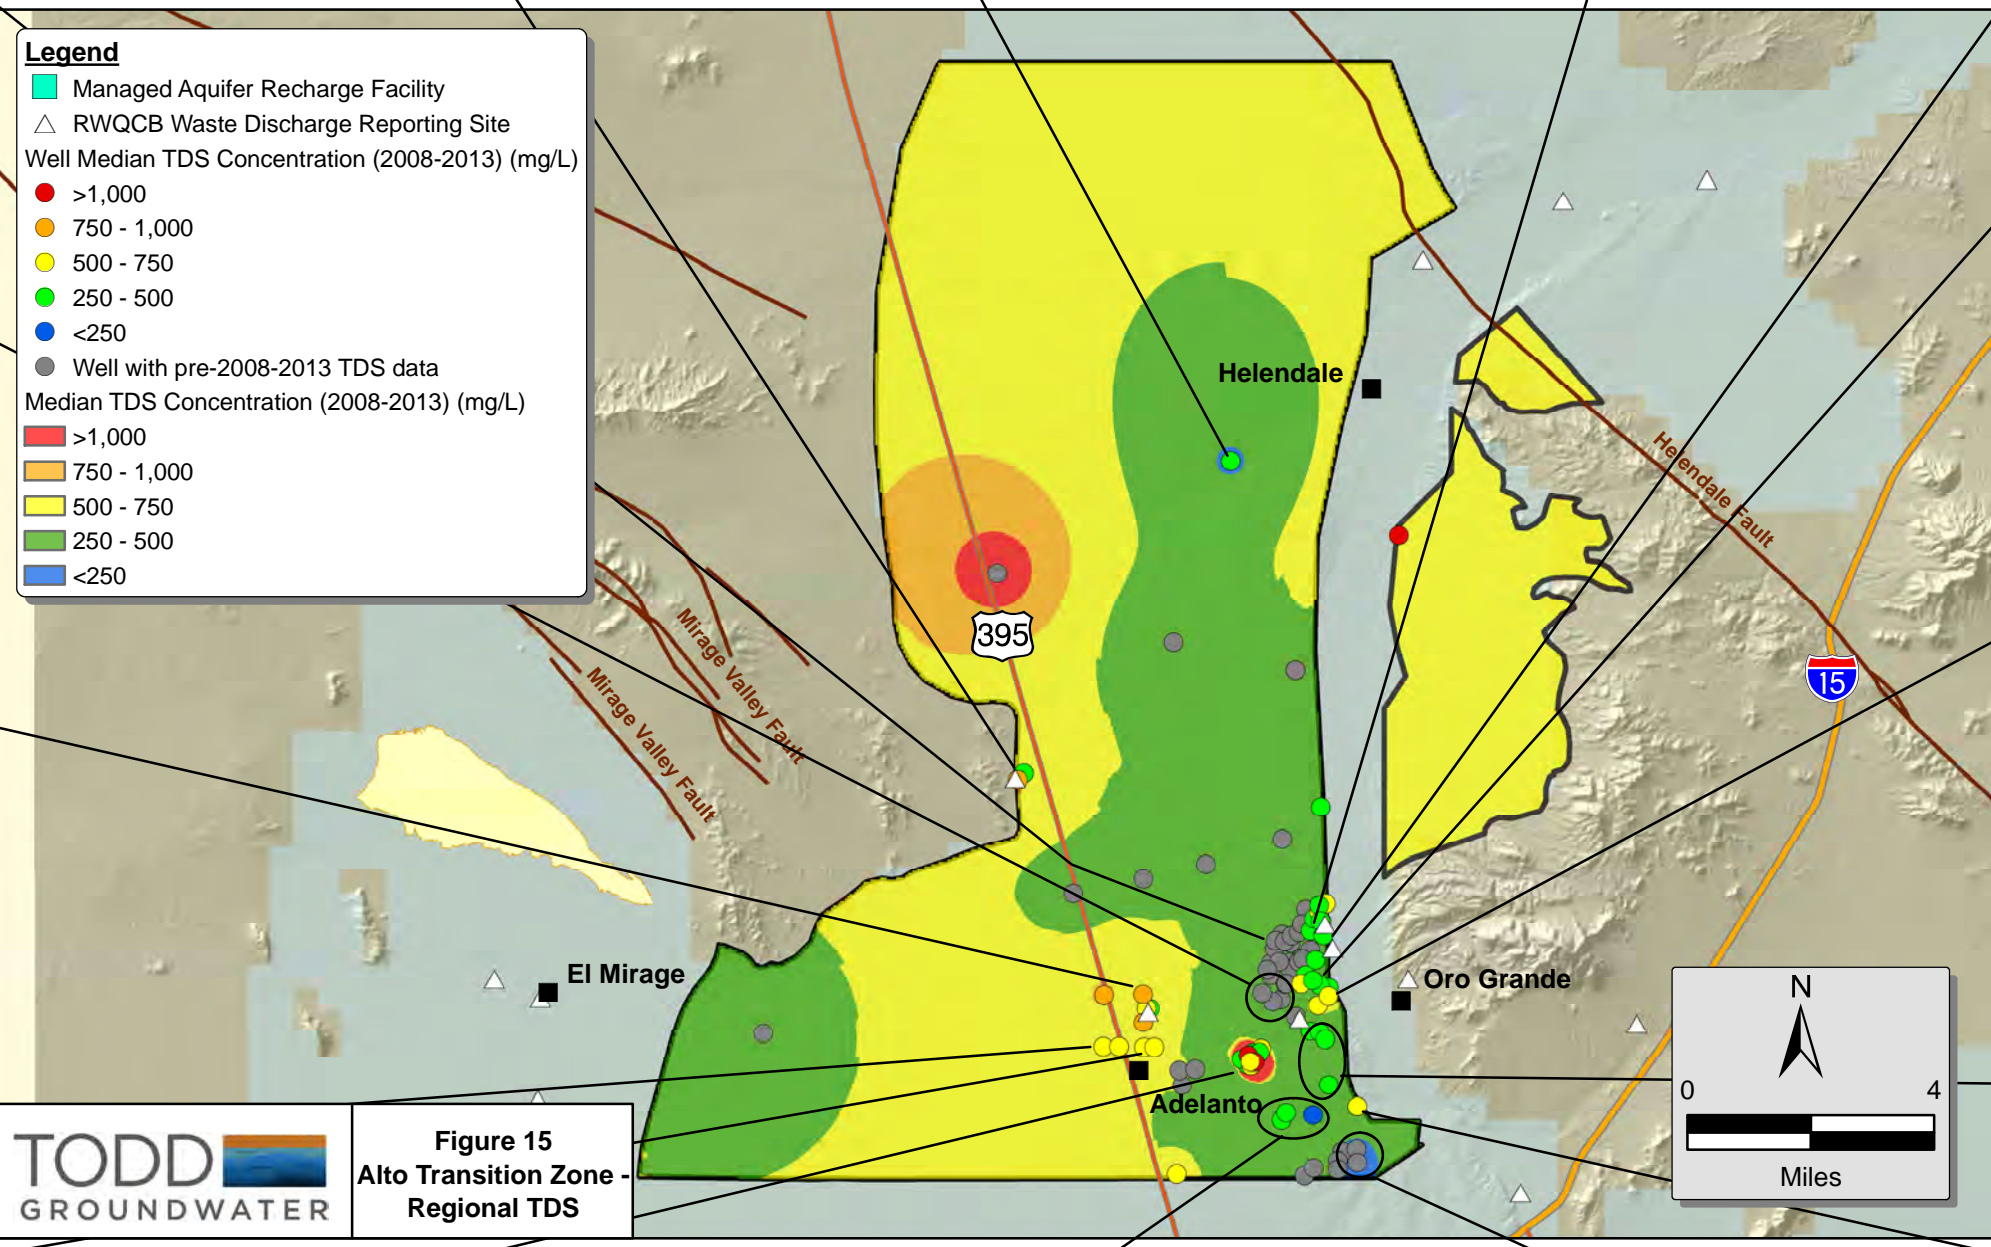 Legend
Managed Aquifer Recharge Facility
RWQCB Waste Discharge Reporting Site
Well Median TDS Concentration (2008-2013) (mg/L)
>1,000
750 - 1,000
500 - 750
250 - 500
<250
Well with pre-2008-2013 TDS data
Median TDS Concentration (2008-2013) (mg/L)
>1,000
750 - 1,000
500 - 750
250 - 500
<250
Helendale
Helendale Fault
395
Mirage Valley Fault
Mirage Valley Fault
15
El Mirage
Oro Grande
Adelanto
N
0 4
Miles
TODD
GROUNDWATER
Figure 15
Alto Transition Zone -
Regional TDS